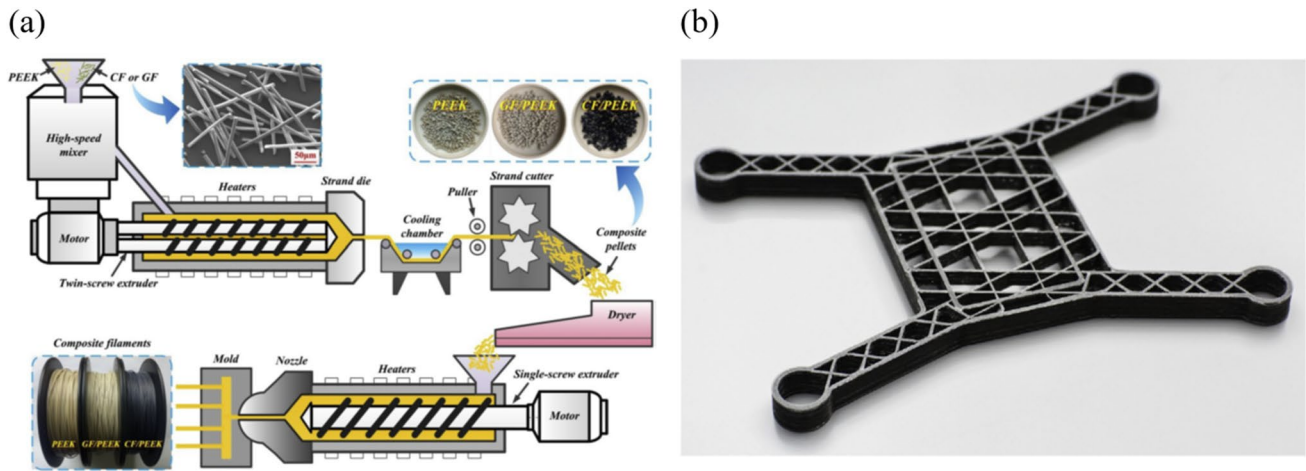 (a)
(b)
PEEK
CF or GF
High-speed
mixer
50μm
Heaters
Strand die
Motor
Twin-screw extruder
Cooling
chamber
Puller
Strand cutter
PEEK
GF/PEEK
CF/PEEK
Composite
pellets
Dryer
Composite filaments
PEEK
GF/PEEK
CF/PEEK
Mold
Nozzle
Heaters
Single-screw extruder
Motor